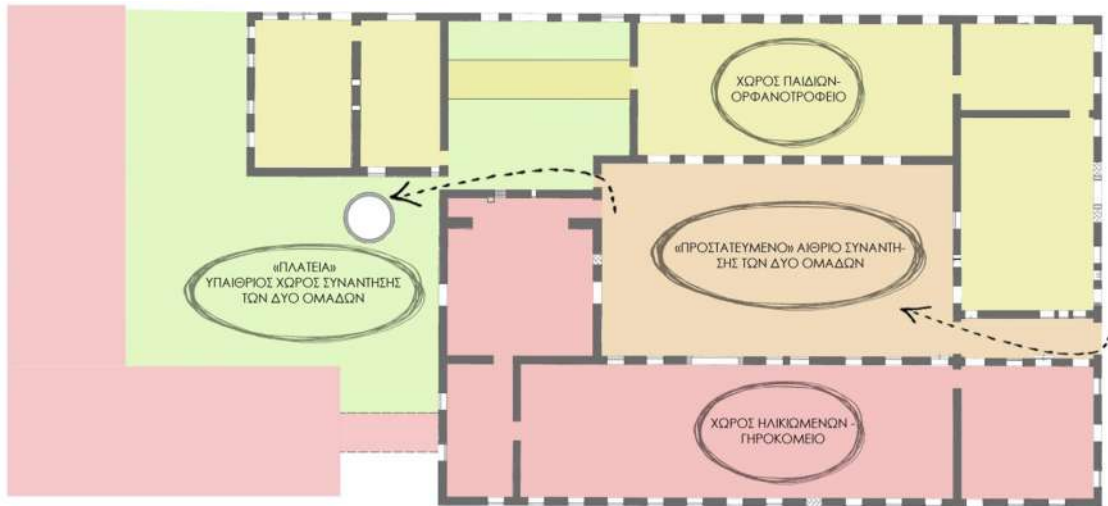 ΧΩΡΟΣ ΠΑΙΔΙΩΝ-
ΟΡΦΑΝΟΤΡΟΦΕΙΟ
«ΠΡΟΣΤΑΤΕΥΜΕΝΟ» ΑΙΘΡΙΟ ΣΥΝΑΝΤΗ-
ΣΗΣ ΤΩΝ ΔΥΟ ΟΜΑΔΩΝ
«ΠΛΑΤΕΙΑ»
ΥΠΑΙΘΡΙΟΣ ΧΩΡΟΣ ΣΥΝΑΝΤΗΣΗΣ
ΤΩΝ ΔΥΟ ΟΜΑΔΩΝ
ΧΩΡΟΣ ΗΛΙΚΙΩΜΕΝΩΝ -
ΓΗΡΟΚΟΜΕΙΟ